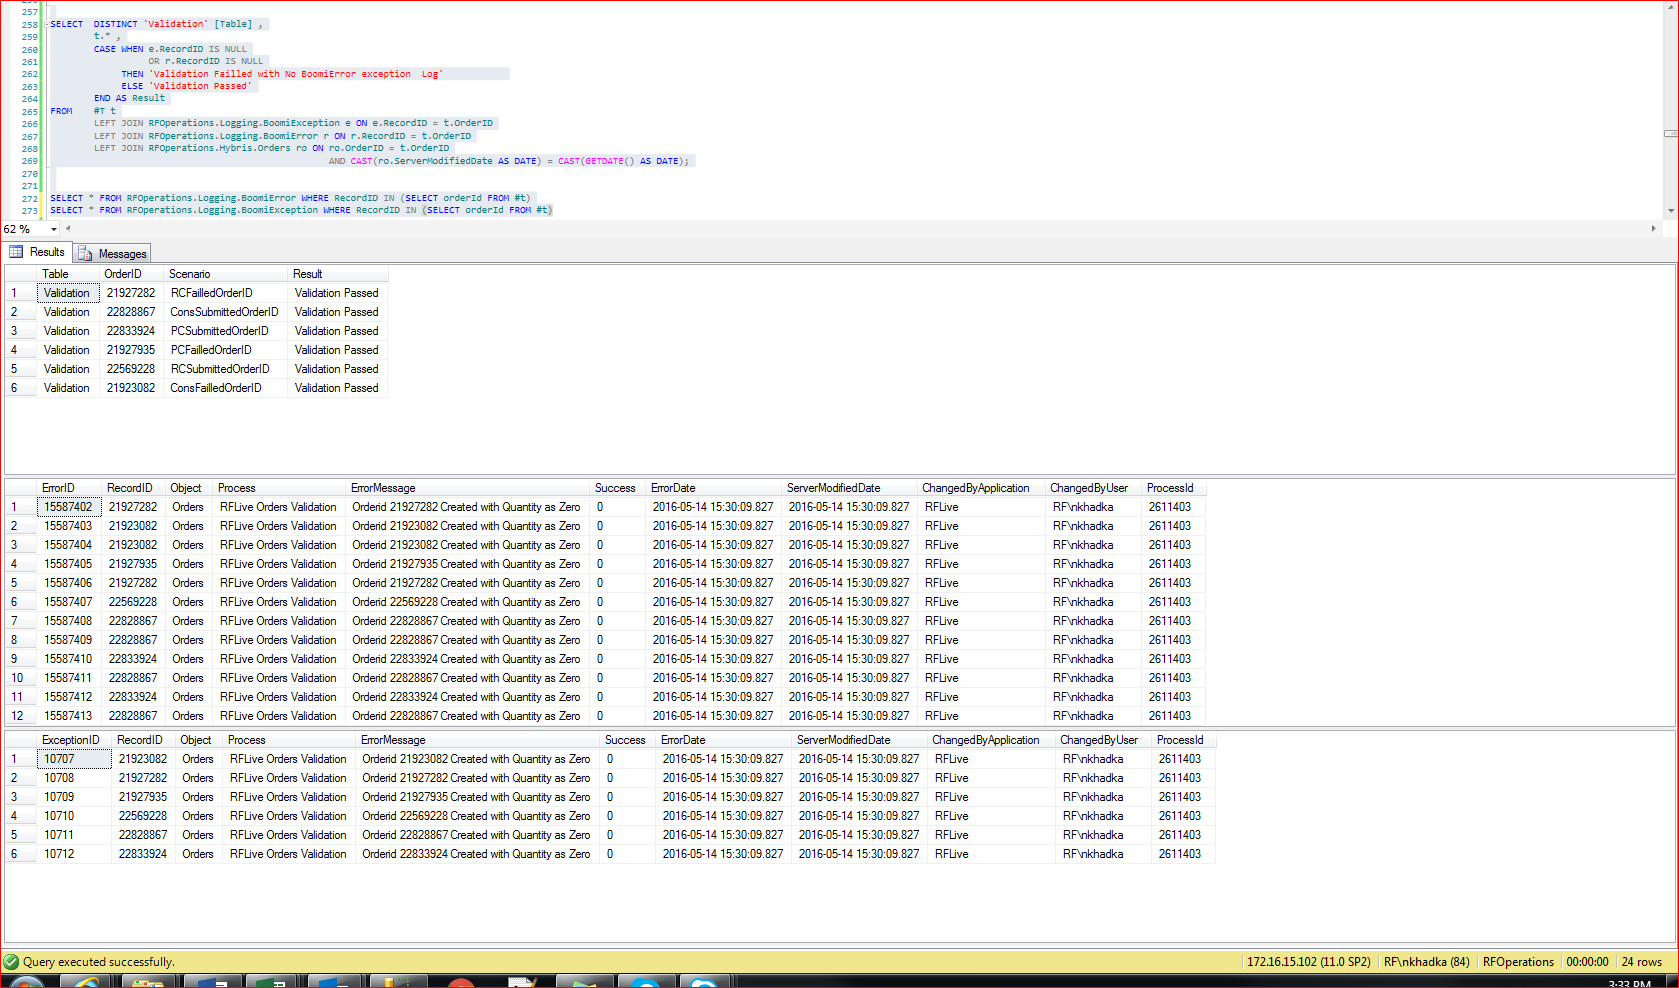 257
258 SELECT DISTINCT 'Validation' [Table] ,
259 t.* ,
260 CASE WHEN e.RecordID IS NULL
261 OR r.RecordID IS NULL
262 THEN 'Validation Failled with No BoomiError exception  Log'
263 ELSE 'Validation Passed'
264 END AS Result
265 FROM #T t
266 LEFT JOIN RFOperations.Logging.BoomiException e ON e.RecordID = t.OrderID
267 LEFT JOIN RFOperations.Logging.BoomiError r ON r.RecordID = t.OrderID
268 LEFT JOIN RFOperations.Hybris.Orders ro ON ro.OrderID = t.OrderID
269 AND CAST(ro.ServerModifiedDate AS DATE) = CAST(GETDATE() AS DATE);
270
271
272 SELECT * FROM RFOperations.Logging.BoomiError WHERE RecordID IN (SELECT orderId FROM #t)
273 SELECT * FROM RFOperations.Logging.BoomiException WHERE RecordID IN (SELECT orderId FROM #t)
62 %
Results Messages
Table OrderID Scenario Result
1 Validation 21927282 RCFailledOrderID Validation Passed
2 Validation 22828867 ConsSubmittedOrderID Validation Passed
3 Validation 22833924 PCSubmittedOrderID Validation Passed
4 Validation 21927935 PCFailledOrderID Validation Passed
5 Validation 22569228 RCSubmittedOrderID Validation Passed
6 Validation 21923082 ConsFailledOrderID Validation Passed
ErrorID RecordID Object Process ErrorMessage Success ErrorDate ServerModifiedDate ChangedByApplication ChangedByUser ProcessId
1 15587402 21927282 Orders RFLive Orders Validation Orderid 21927282 Created with Quantity as Zero 0 2016-05-14 15:30:09.827 2016-05-14 15:30:09.827 RFLive RF\nkhadka 2611403
2 15587403 21923082 Orders RFLive Orders Validation Orderid 21923082 Created with Quantity as Zero 0 2016-05-14 15:30:09.827 2016-05-14 15:30:09.827 RFLive RF\nkhadka 2611403
3 15587404 21923082 Orders RFLive Orders Validation Orderid 21923082 Created with Quantity as Zero 0 2016-05-14 15:30:09.827 2016-05-14 15:30:09.827 RFLive RF\nkhadka 2611403
4 15587405 21927935 Orders RFLive Orders Validation Orderid 21927935 Created with Quantity as Zero 0 2016-05-14 15:30:09.827 2016-05-14 15:30:09.827 RFLive RF\nkhadka 2611403
5 15587406 21927282 Orders RFLive Orders Validation Orderid 21927282 Created with Quantity as Zero 0 2016-05-14 15:30:09.827 2016-05-14 15:30:09.827 RFLive RF\nkhadka 2611403
6 15587407 22569228 Orders RFLive Orders Validation Orderid 22569228 Created with Quantity as Zero 0 2016-05-14 15:30:09.827 2016-05-14 15:30:09.827 RFLive RF\nkhadka 2611403
7 15587408 22828867 Orders RFLive Orders Validation Orderid 22828867 Created with Quantity as Zero 0 2016-05-14 15:30:09.827 2016-05-14 15:30:09.827 RFLive RF\nkhadka 2611403
8 15587409 22828867 Orders RFLive Orders Validation Orderid 22828867 Created with Quantity as Zero 0 2016-05-14 15:30:09.827 2016-05-14 15:30:09.827 RFLive RF\nkhadka 2611403
9 15587410 22833924 Orders RFLive Orders Validation Orderid 22833924 Created with Quantity as Zero 0 2016-05-14 15:30:09.827 2016-05-14 15:30:09.827 RFLive RF\nkhadka 2611403
10 15587411 22828867 Orders RFLive Orders Validation Orderid 22828867 Created with Quantity as Zero 0 2016-05-14 15:30:09.827 2016-05-14 15:30:09.827 RFLive RF\nkhadka 2611403
11 15587412 22833924 Orders RFLive Orders Validation Orderid 22833924 Created with Quantity as Zero 0 2016-05-14 15:30:09.827 2016-05-14 15:30:09.827 RFLive RF\nkhadka 2611403
12 15587413 22828867 Orders RFLive Orders Validation Orderid 22828867 Created with Quantity as Zero 0 2016-05-14 15:30:09.827 2016-05-14 15:30:09.827 RFLive RF\nkhadka 2611403
ExceptionID RecordID Object Process ErrorMessage Success ErrorDate ServerModifiedDate ChangedByApplication ChangedByUser ProcessId
1 10707 21923082 Orders RFLive Orders Validation Orderid 21923082 Created with Quantity as Zero 0 2016-05-14 15:30:09.827 2016-05-14 15:30:09.827 RFLive RF\nkhadka 2611403
2 10708 21927282 Orders RFLive Orders Validation Orderid 21927282 Created with Quantity as Zero 0 2016-05-14 15:30:09.827 2016-05-14 15:30:09.827 RFLive RF\nkhadka 2611403
3 10709 21927935 Orders RFLive Orders Validation Orderid 21927935 Created with Quantity as Zero 0 2016-05-14 15:30:09.827 2016-05-14 15:30:09.827 RFLive RF\nkhadka 2611403
4 10710 22569228 Orders RFLive Orders Validation Orderid 22569228 Created with Quantity as Zero 0 2016-05-14 15:30:09.827 2016-05-14 15:30:09.827 RFLive RF\nkhadka 2611403
5 10711 22828867 Orders RFLive Orders Validation Orderid 22828867 Created with Quantity as Zero 0 2016-05-14 15:30:09.827 2016-05-14 15:30:09.827 RFLive RF\nkhadka 2611403
6 10712 22833924 Orders RFLive Orders Validation Orderid 22833924 Created with Quantity as Zero 0 2016-05-14 15:30:09.827 2016-05-14 15:30:09.827 RFLive RF\nkhadka 2611403
Query executed successfully. 172.16.15.102 (11.0 SP2) RF\nkhadka (84) RFOperations 00:00:00 24 rows
3:33 PM